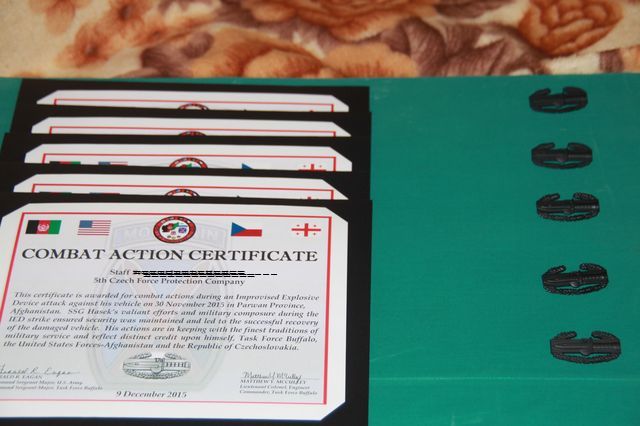 COMBAT ACTION CERTIFICATE
Staff
5th Czech Force Protection Company
This certificate is awarded for combat actions during an Improvised Explosive
Device attack against his vehicle on 30 November 2015 in Parwan Province,
Afghanistan. SSG Hasek's valiant efforts and military composure during the
IED strike ensured security was maintained and led to the successful recovery
of the damaged vehicle. His actions are in keeping with the finest traditions of
military service and reflect distinct credit upon himself, Task Force Buffalo,
the United States Forces-Afghanistan and the Republic of Czechoslovakia.
R. EAGAN
Sergeant Major, U.S. Army
Sergeant Major, Task Force Buffalo
MATTHEW T. MCCULLEY
Lieutenant Colonel, Engineer
Commander, Task Force Buffalo
9 December 2015